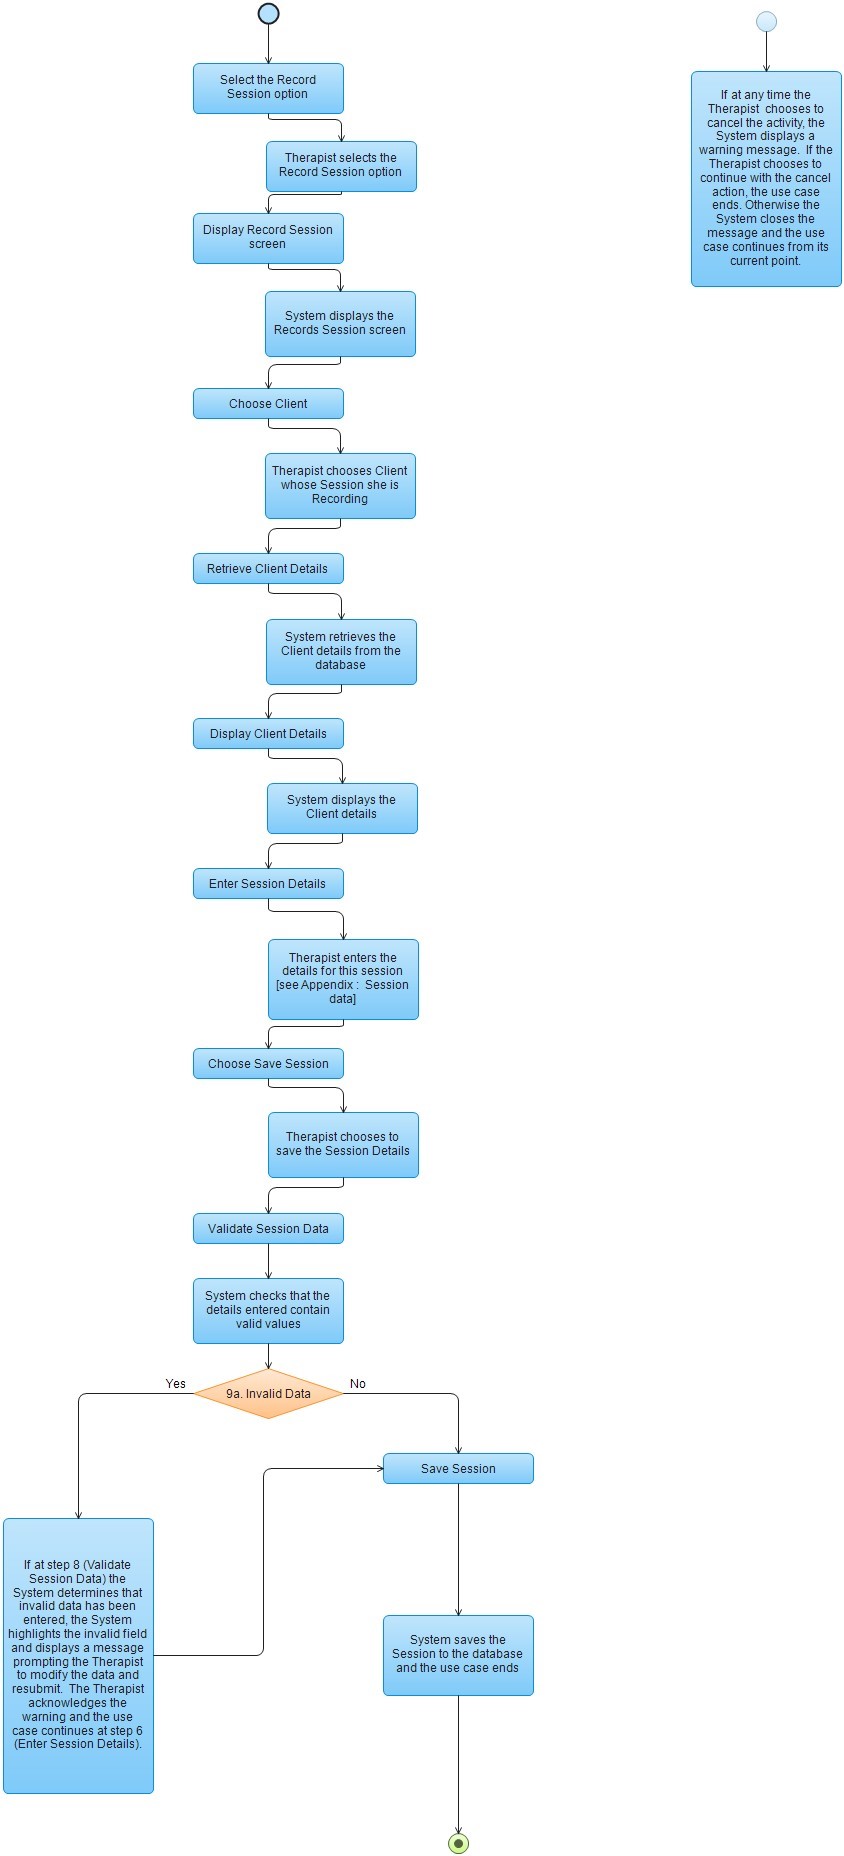 Select the Record
Session option
Therapist selects the
Record Session option
Display Record Session
screen
System displays the
Records Session screen
Choose Client
Therapist chooses Client
whose Session she is
Recording
Retrieve Client Details
System retrieves the
Client details from the
database
Display Client Details
System displays the
Client details
Enter Session Details
Therapist enters the
details for this session
[see Appendix : Session
data]
Choose Save Session
Therapist chooses to
save the Session Details
Validate Session Data
System checks that the
details entered contain
valid values
Yes
9a. Invalid Data
No
Save Session
If at step 8 (Validate
Session Data) the
System determines that
invalid data has been
entered, the System
highlights the invalid field
and displays a message
prompting the Therapist
to modify the data and
resubmit. The Therapist
acknowledges the
warning and the use
case continues at step 6
(Enter Session Details).
System saves the
Session to the database
and the use case ends
If at any time the
Therapist chooses to
cancel the activity, the
System displays a
warning message. If the
Therapist chooses to
continue with the cancel
action, the use case
ends. Otherwise the
System closes the
message and the use
case continues from its
current point.